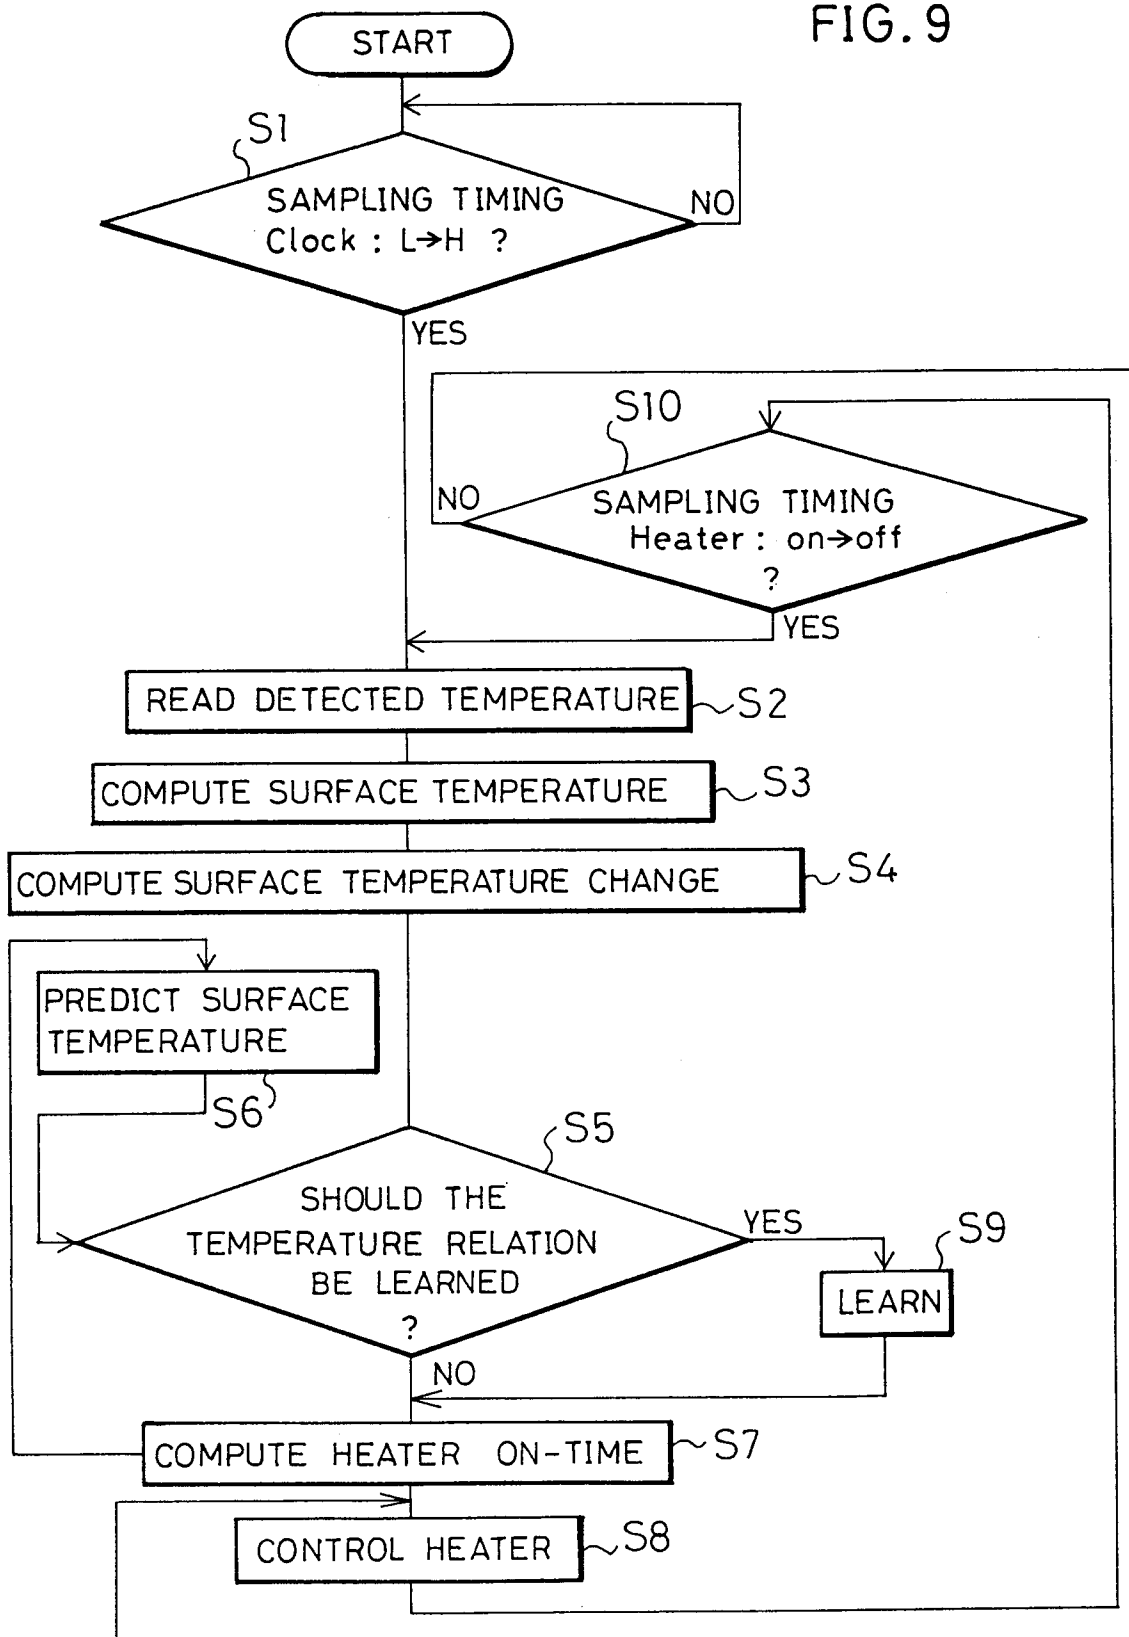 FIG. 9
START
S1
SAMPLING TIMING
Clock : L→H ?
NO
YES
S10
NO
SAMPLING TIMING
Heater : on→off
?
YES
READ DETECTED TEMPERATURE
S2
COMPUTE SURFACE TEMPERATURE
S3
COMPUTE SURFACE TEMPERATURE CHANGE
S4
PREDICT SURFACE
TEMPERATURE
S6
S5
SHOULD THE
TEMPERATURE RELATION
BE LEARNED
?
YES
S9
LEARN
NO
COMPUTE HEATER ON-TIME
S7
CONTROL HEATER
S8